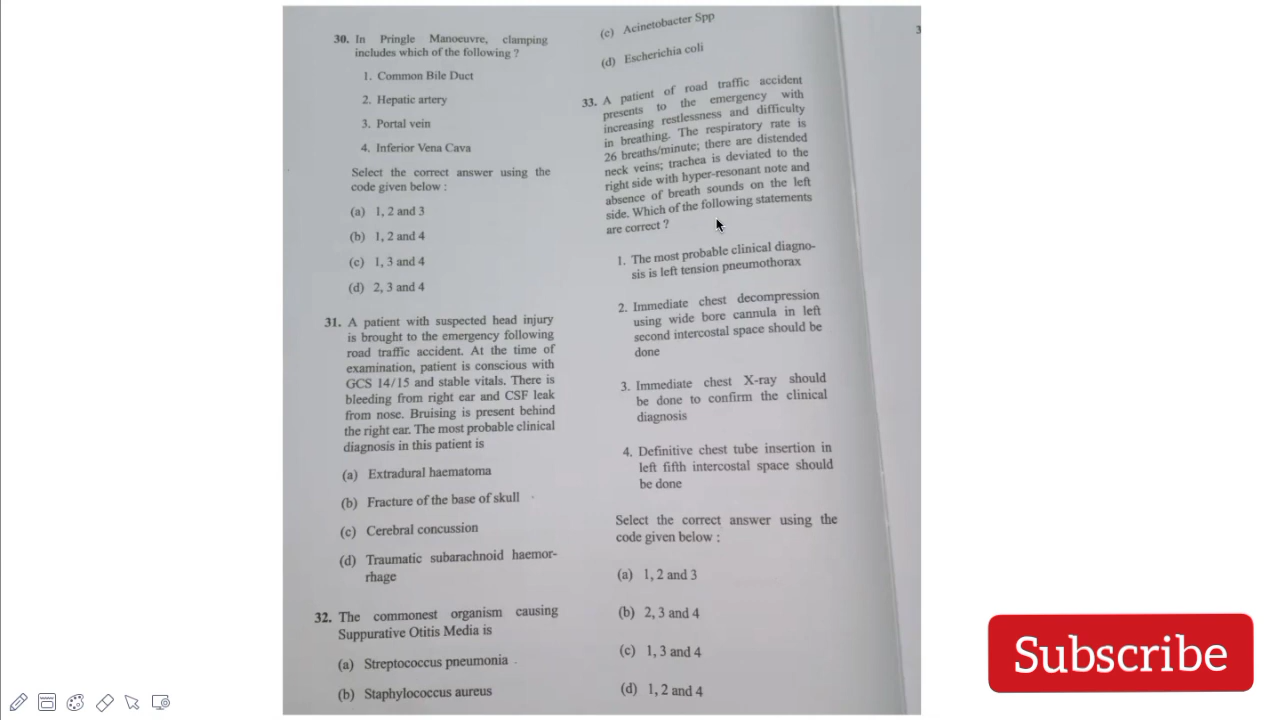 30. In Pringle Manoeuvre, clamping
includes which of the following ?
1. Common Bile Duct
2. Hepatic artery
3. Portal vein
4. Inferior Vena Cava
Select the correct answer using the
code given below :
(a) 1, 2 and 3
(b) 1, 2 and 4
(c) 1, 3 and 4
(d) 2, 3 and 4
31. A patient with suspected head injury
is brought to the emergency following
road traffic accident. At the time of
examination, patient is conscious with
GCS 14/15 and stable vitals. There is
bleeding from right ear and CSF leak
from nose. Bruising is present behind
the right ear. The most probable clinical
diagnosis in this patient is
(a) Extradural haematoma
(b) Fracture of the base of skull
(c) Cerebral concussion
(d) Traumatic subarachnoid haemor-
rhage
32. The commonest organism causing
Suppurative Otitis Media is
(a) Streptococcus pneumonia
(b) Staphylococcus aureus
(c) Acinetobacter Spp
(d) Escherichia coli
33. A patient of road traffic accident
presents to the emergency with
increasing restlessness and difficulty
in breathing. The respiratory rate is
26 breaths/minute; there are distended
neck veins; trachea is deviated to the
right side with hyper-resonant note and
absence of breath sounds on the left
side. Which of the following statements
are correct ?
1. The most probable clinical diagno-
sis is left tension pneumothorax
2. Immediate chest decompression
using wide bore cannula in left
second intercostal space should be
done
3. Immediate chest X-ray should
be done to confirm the clinical
diagnosis
4. Definitive chest tube insertion in
left fifth intercostal space should
be done
Select the correct answer using the
code given below :
(a) 1, 2 and 3
(b) 2, 3 and 4
(c) 1, 3 and 4
(d) 1, 2 and 4
3
Subscribe